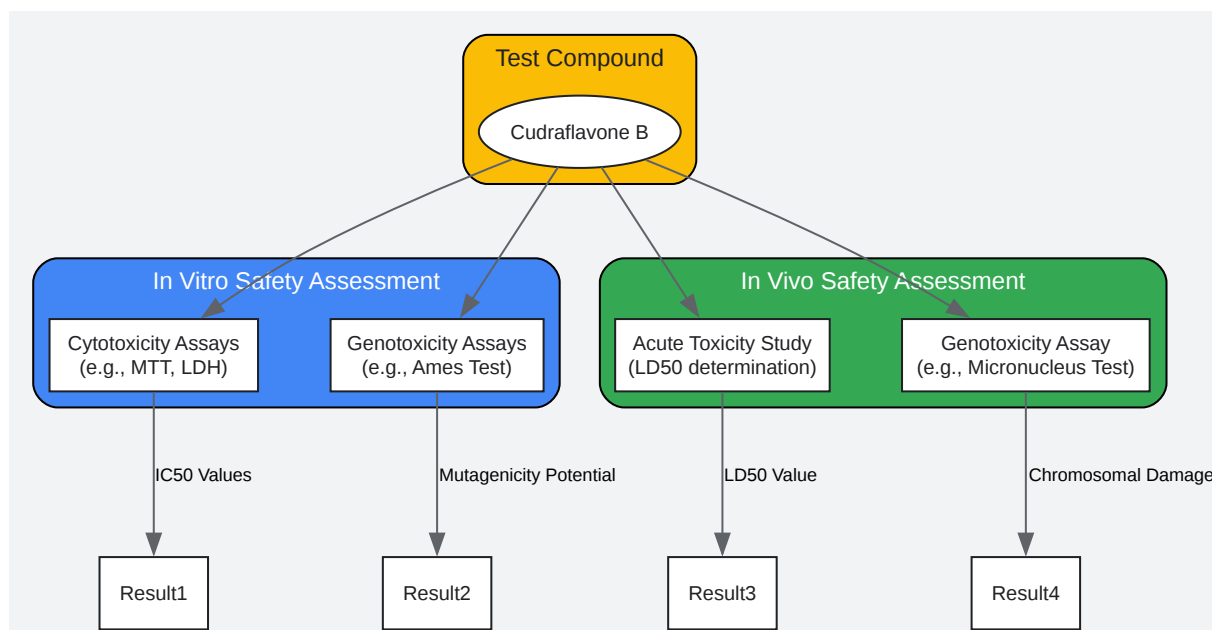 Test Compound
Cudraflavone B
In Vitro Safety Assessment
In Vivo Safety Assessment
Cytotoxicity Assays
(e.g., MTT, LDH)
Genotoxicity Assays
(e.g., Ames Test)
Acute Toxicity Study
(LD50 determination)
Genotoxicity Assay
(e.g., Micronucleus Test)
IC50 Values
Mutagenicity Potential
LD50 Value
Chromosomal Damage
Result1
Result2
Result3
Result4